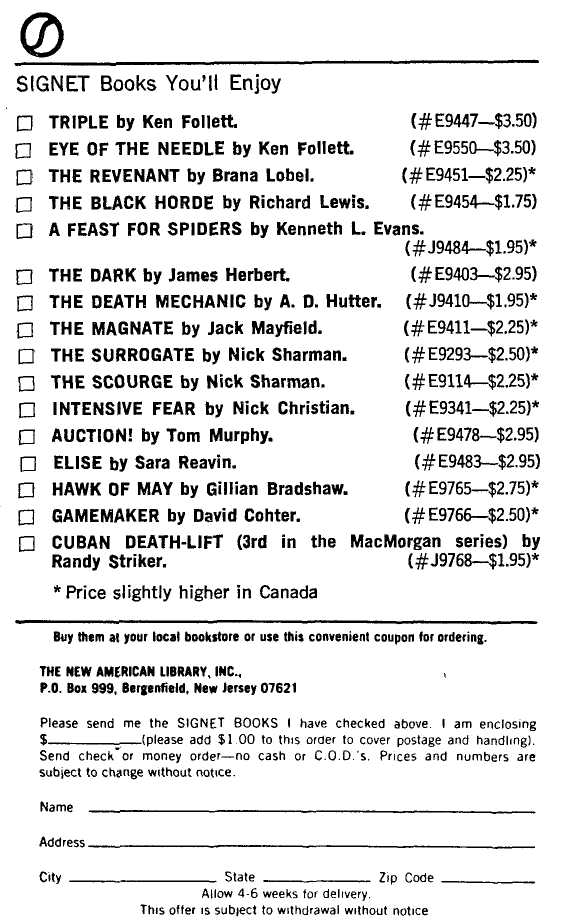 SIGNET Books You'll Enjoy
TRIPLE by Ken Follett. (#E9447—$3.50)
EYE OF THE NEEDLE by Ken Follett. (#E9550—$3.50)
THE REVENANT by Brana Lobel. (#E9451—$2.25)*
THE BLACK HORDE by Richard Lewis. (#E9454—$1.75)
A FEAST FOR SPIDERS by Kenneth L. Evans.
(#J9484—$1.95)*
THE DARK by James Herbert. (#E9403—$2.95)
THE DEATH MECHANIC by A. D. Hutter. (#J9410—$1.95)*
THE MAGNATE by Jack Mayfield. (#E9411—$2.25)*
THE SURROGATE by Nick Sharman. (#E9293—$2.50)*
THE SCOURGE by Nick Sharman. (#E9114—$2.25)*
INTENSIVE FEAR by Nick Christian. (#E9341—$2.25)*
AUCTION! by Tom Murphy. (#E9478—$2.95)
ELISE by Sara Reavin. (#E9483—$2.95)
HAWK OF MAY by Gillian Bradshaw. (#E9765—$2.75)*
GAMEMAKER by David Cohter. (#E9766—$2.50)*
CUBAN DEATH-LIFT (3rd in the MacMorgan series) by
Randy Striker. (#J9768—$1.95)*
*Price slightly higher in Canada
Buy them at your local bookstore or use this convenient coupon for ordering.
THE NEW AMERICAN LIBRARY, INC.,
P.O. Box 999, Bergenfield, New Jersey 07621
Please send me the SIGNET BOOKS I have checked above. I am enclosing
$____________(please add $1.00 to this order to cover postage and handling).
Send check or money order—no cash or C.O.D.'s. Prices and numbers are
subject to change without notice.
Name
Address
City State Zip Code
Allow 4-6 weeks for delivery.
This offer is subject to withdrawal without notice